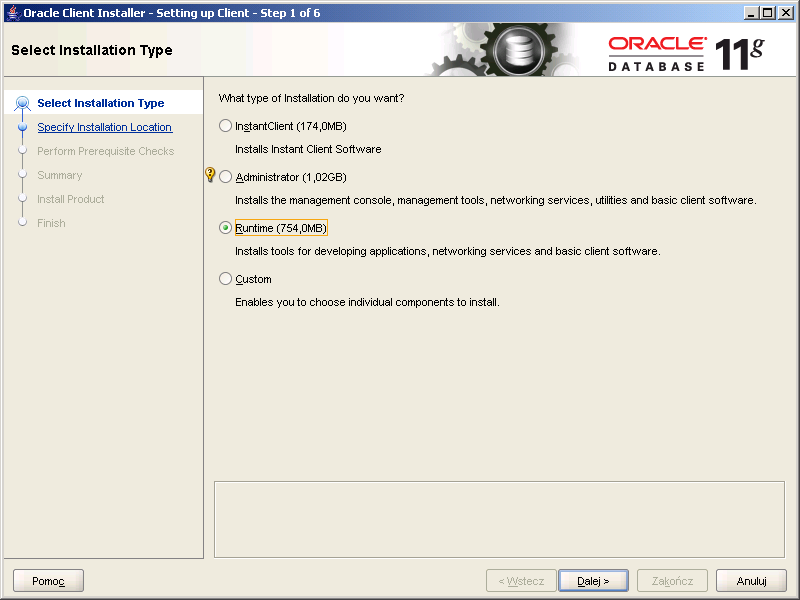 Oracle Client Installer - Setting up Client - Step 1 of 6
Select Installation Type
ORACLE
DATABASE
11g
Select Installation Type
Specify Installation Location
Perform Prerequisite Checks
Summary
Install Product
Finish
What type of Installation do you want?
InstantClient (174,0MB)
Installs Instant Client Software
Administrator (1,02GB)
Installs the management console, management tools, networking services, utilities and basic client software.
Runtime (754,0MB)
Installs tools for developing applications, networking services and basic client software.
Custom
Enables you to choose individual components to install.
Pomoc
< Wstecz
Dalej >
Zakończ
Anuluj